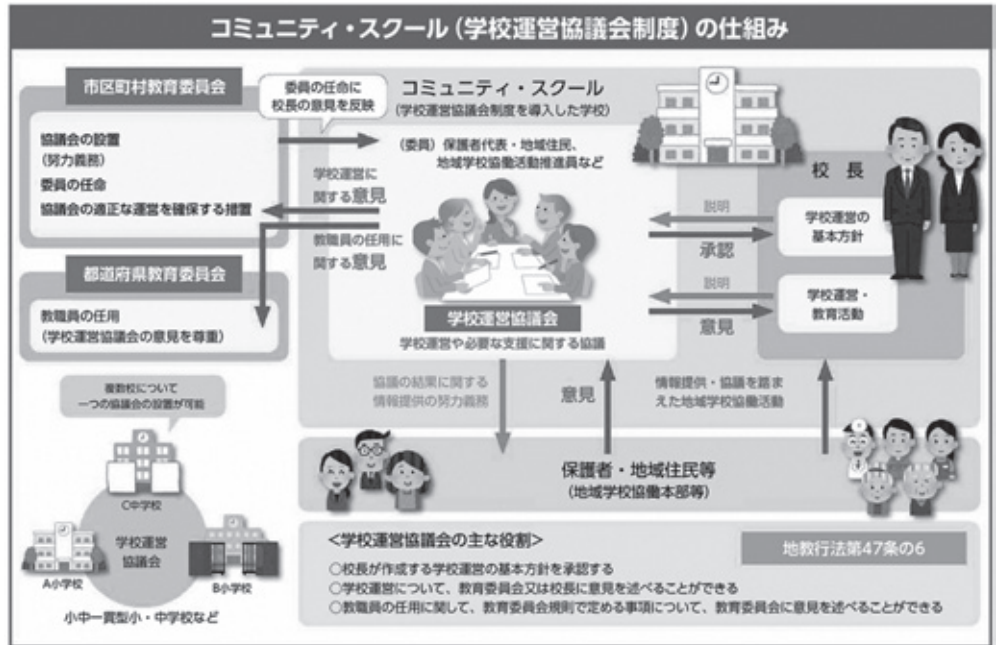 コミュニティ・スクール(学校運営協議会制度)の仕組み
市区町村教育委員会
協議会の設置
(努力義務)
委員の任命
協議会の適正な運営を確保する措置
委員の任命に
校長の意見を反映
コミュニティ・スクール
(学校運営協議会制度を導入した学校)
(委員)保護者代表・地域住民、
地域学校協働活動推進員など
学校運営に
関する意見
教職員の任用に
関する意見
都道府県教育委員会
教職員の任用
(学校運営協議会の意見を尊重)
学校運営協議会
学校運営や必要な支援に関する協議
校長
説明
承認
学校運営の
基本方針
説明
意見
学校運営・
教育活動
協議の結果に関する
情報提供の努力義務
意見
情報提供・協議を踏ま
えた地域学校協働活動
保護者・地域住民等
(地域学校協働本部等)
複数校について
一つの協議会の設置が可能
C中学校
学校運営
協議会
A小学校
B小学校
小中一貫型小・中学校など
<学校運営協議会の主な役割>
地教行法第47条の6
○校長が作成する学校運営の基本方針を承認する
○学校運営について、教育委員会又は校長に意見を述べることができる
○教職員の任用に関して、教育委員会規則で定める事項について、教育委員会に意見を述べることができる